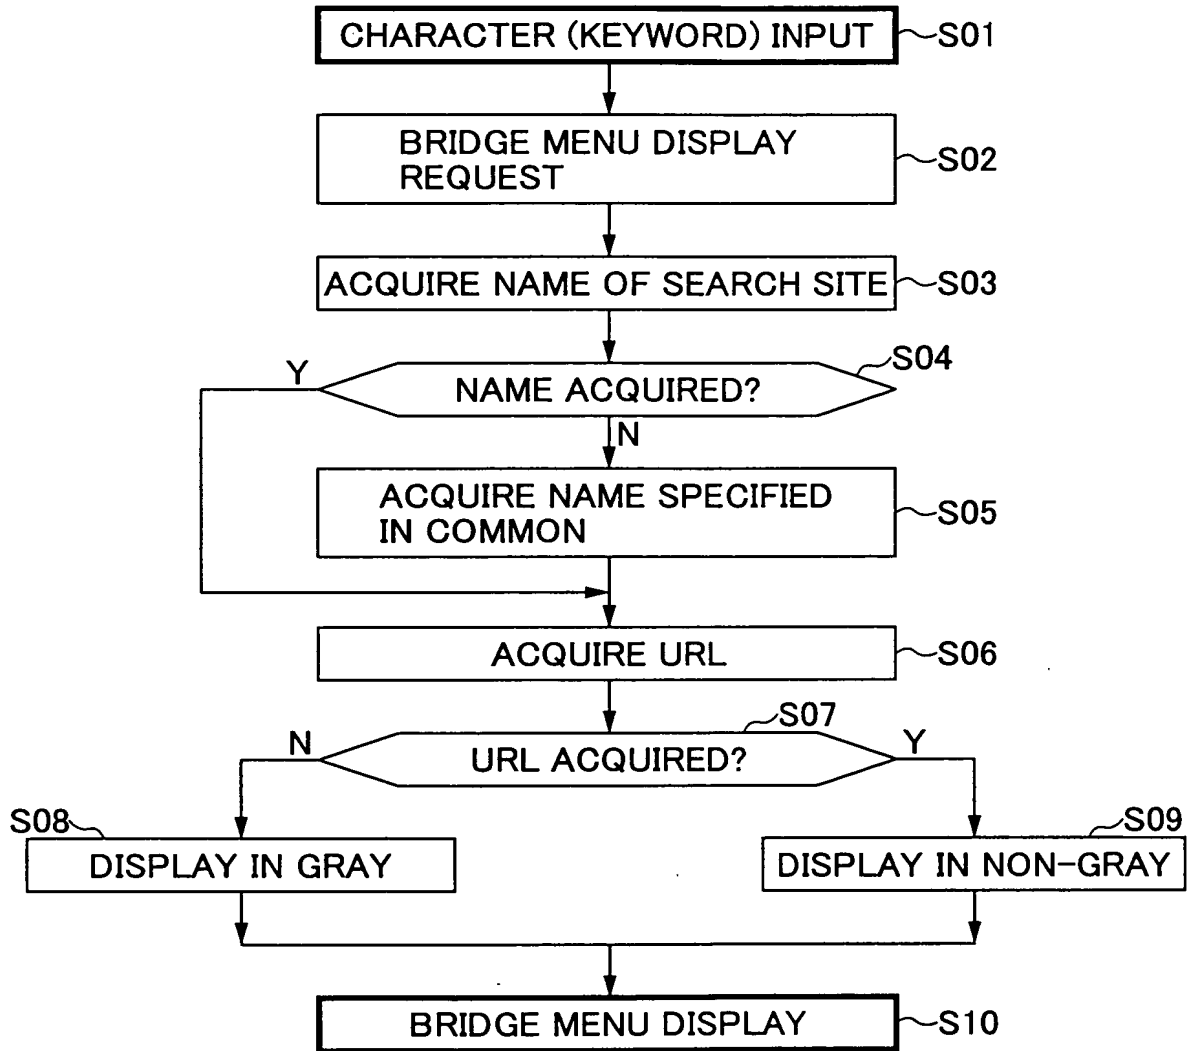 CHARACTER (KEYWORD) INPUT
S01
BRIDGE MENU DISPLAY
REQUEST
S02
ACQUIRE NAME OF SEARCH SITE
S03
S04
Y
NAME ACQUIRED?
N
ACQUIRE NAME SPECIFIED
IN COMMON
S05
ACQUIRE URL
S06
S07
N
URL ACQUIRED?
Y
S08
DISPLAY IN GRAY
S09
DISPLAY IN NON-GRAY
BRIDGE MENU DISPLAY
S10